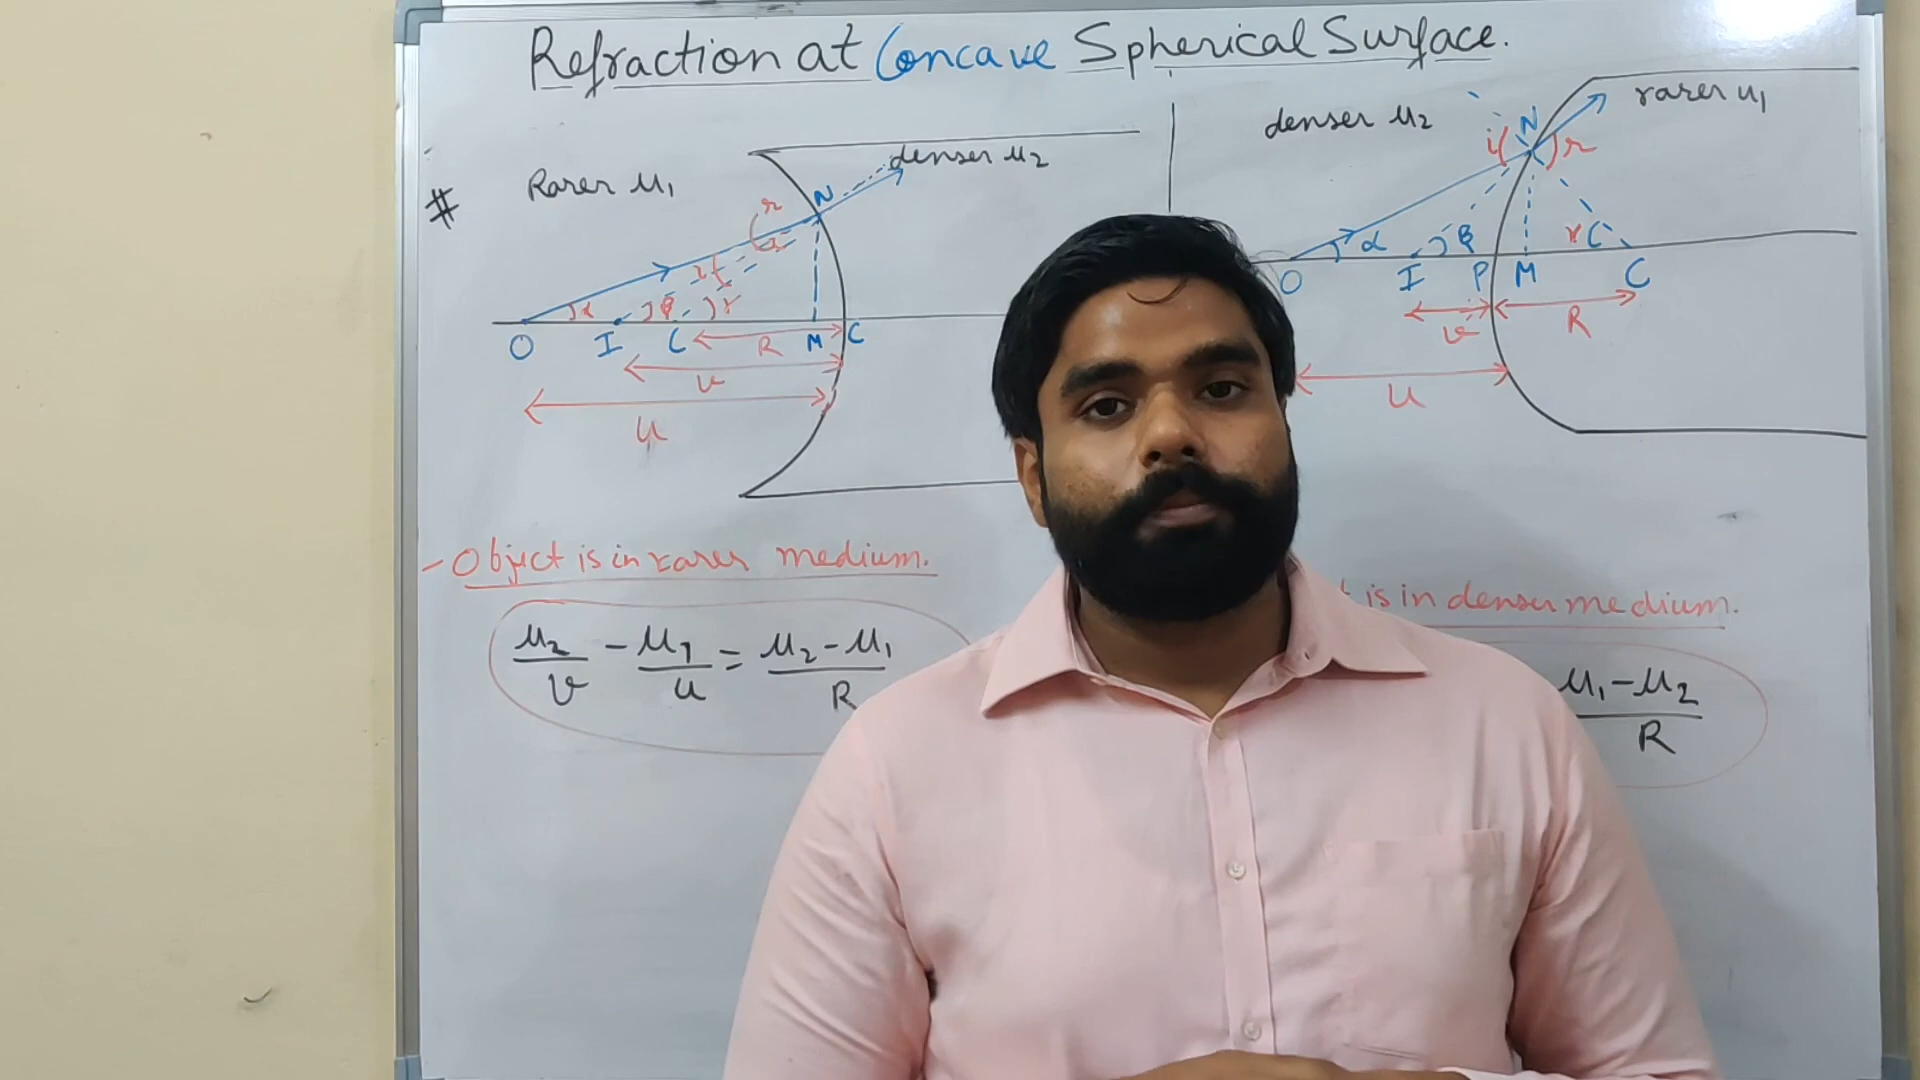 Refraction at Concave Spherical Surface.
#
Rarer μ₁
denser μ₂
N
r
α
γ
O I C M C
R
v
u
- Object is in rarer medium.
μ₂/v - μ₁/u = μ₂-μ₁/R
denser μ₂
rarer μ₁
N
i
r
α
β
γ
O I P M C
v
R
u
is in denser medium.
μ₁-μ₂/R